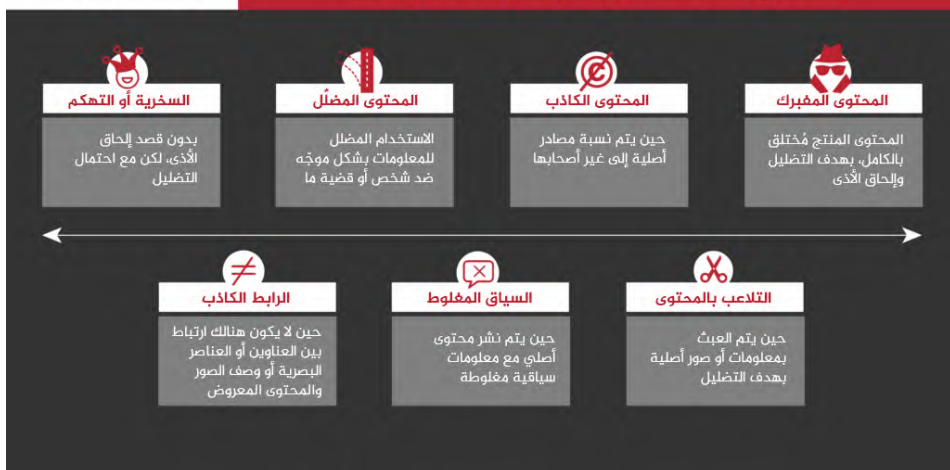 المحتوى المفبرك
المحتوى المنتج مُختلق
بالكامل، بهدف التضليل
وإلحاق الأذى
المحتوى الكاذب
حين يتم نسبة مصادر
أصلية إلى غير أصحابها
المحتوى المضلّل
الاستخدام المضلل
للمعلومات بشكل موجّه
ضد شخص أو قضية ما
السخرية أو التهكم
بدون قصد إلحاق
الأذى، لكن مع احتمال
التضليل
التلاعب بالمحتوى
حين يتم العبث
بمعلومات أو صور أصلية
بهدف التضليل
السياق المغلوط
حين يتم نشر محتوى
أصلي مع معلومات
سياقية مغلوطة
الرابط الكاذب
حين لا يكون هنالك ارتباط
بين العناوين أو العناصر
البصرية أو وصف الصور
والمحتوى المعروض